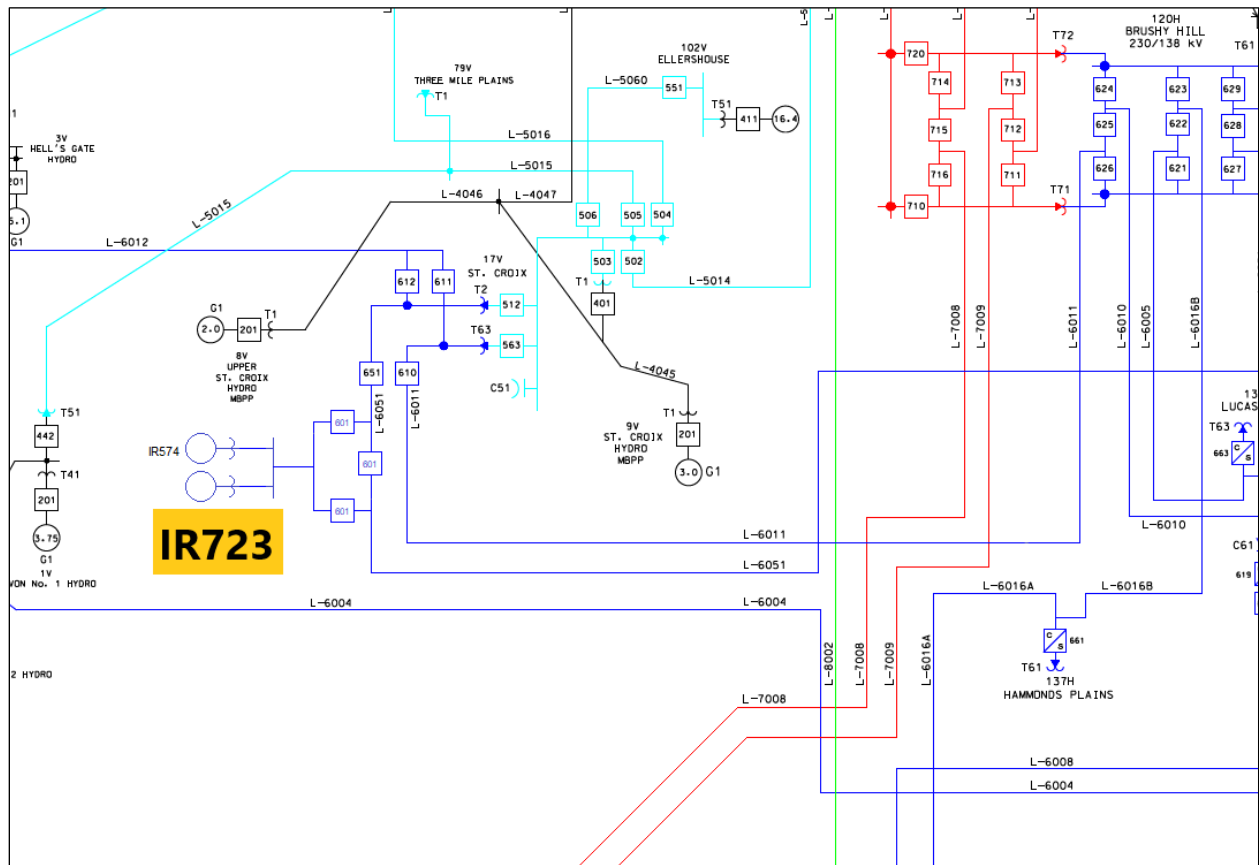 120H
BRUSHY HILL
230/138 kV
T61
T72
720
714
713
624
623
629
715
712
625
622
628
716
711
626
621
627
710
T71
102V
ELLERSHOUSE
L-5060
551
T51
411
16.4
79V
THREE MILE PLAINS
T1
3V
HELL'S GATE
HYDRO
201
G1
L-5016
L-5015
L-5015
L-4046
L-4047
506
505
504
503
502
T1
401
L-5014
L-6012
612
611
17V
ST. CROIX
T2
512
T63
563
C51
G1
2.0
201
T1
8V
UPPER
ST. CROIX
HYDRO
MBPP
651
610
L-6051
L-6011
L-4045
T1
201
3.0
G1
9V
ST. CROIX
HYDRO
MBPP
L-7008
L-7009
L-6011
L-6010
L-6005
L-6016B
LUCAS
T63
663
C
S
T51
442
T41
201
3.75
G1
1V
VON No. 1 HYDRO
IR574
601
601
601
IR723
L-6011
L-6051
L-6010
C61
619
L-6004
L-6004
L-6016A
L-6016B
C
S
661
T61
137H
HAMMONDS PLAINS
L-8002
L-7008
L-7009
L-6016A
2 HYDRO
L-7008
L-6008
L-6004